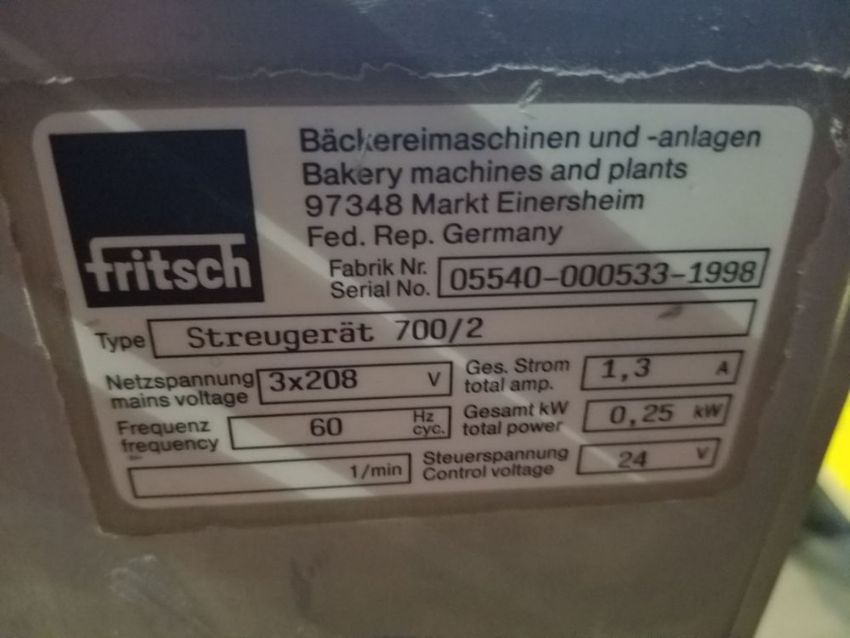 Bäckereimaschinen und -anlagen
Bakery machines and plants
97348 Markt Einersheim
Fed. Rep. Germany
fritsch
Fabrik Nr.
Serial No. 05540-000533-1998
Type Streugerät 700/2
Netzspannung
mains voltage 3x208 V
Ges. Strom
total amp. 1,3 A
Frequenz
frequency 60 Hz
cyc.
Gesamt kW
total power 0,25 kW
1/min
Steuerspannung
Control voltage 24 V